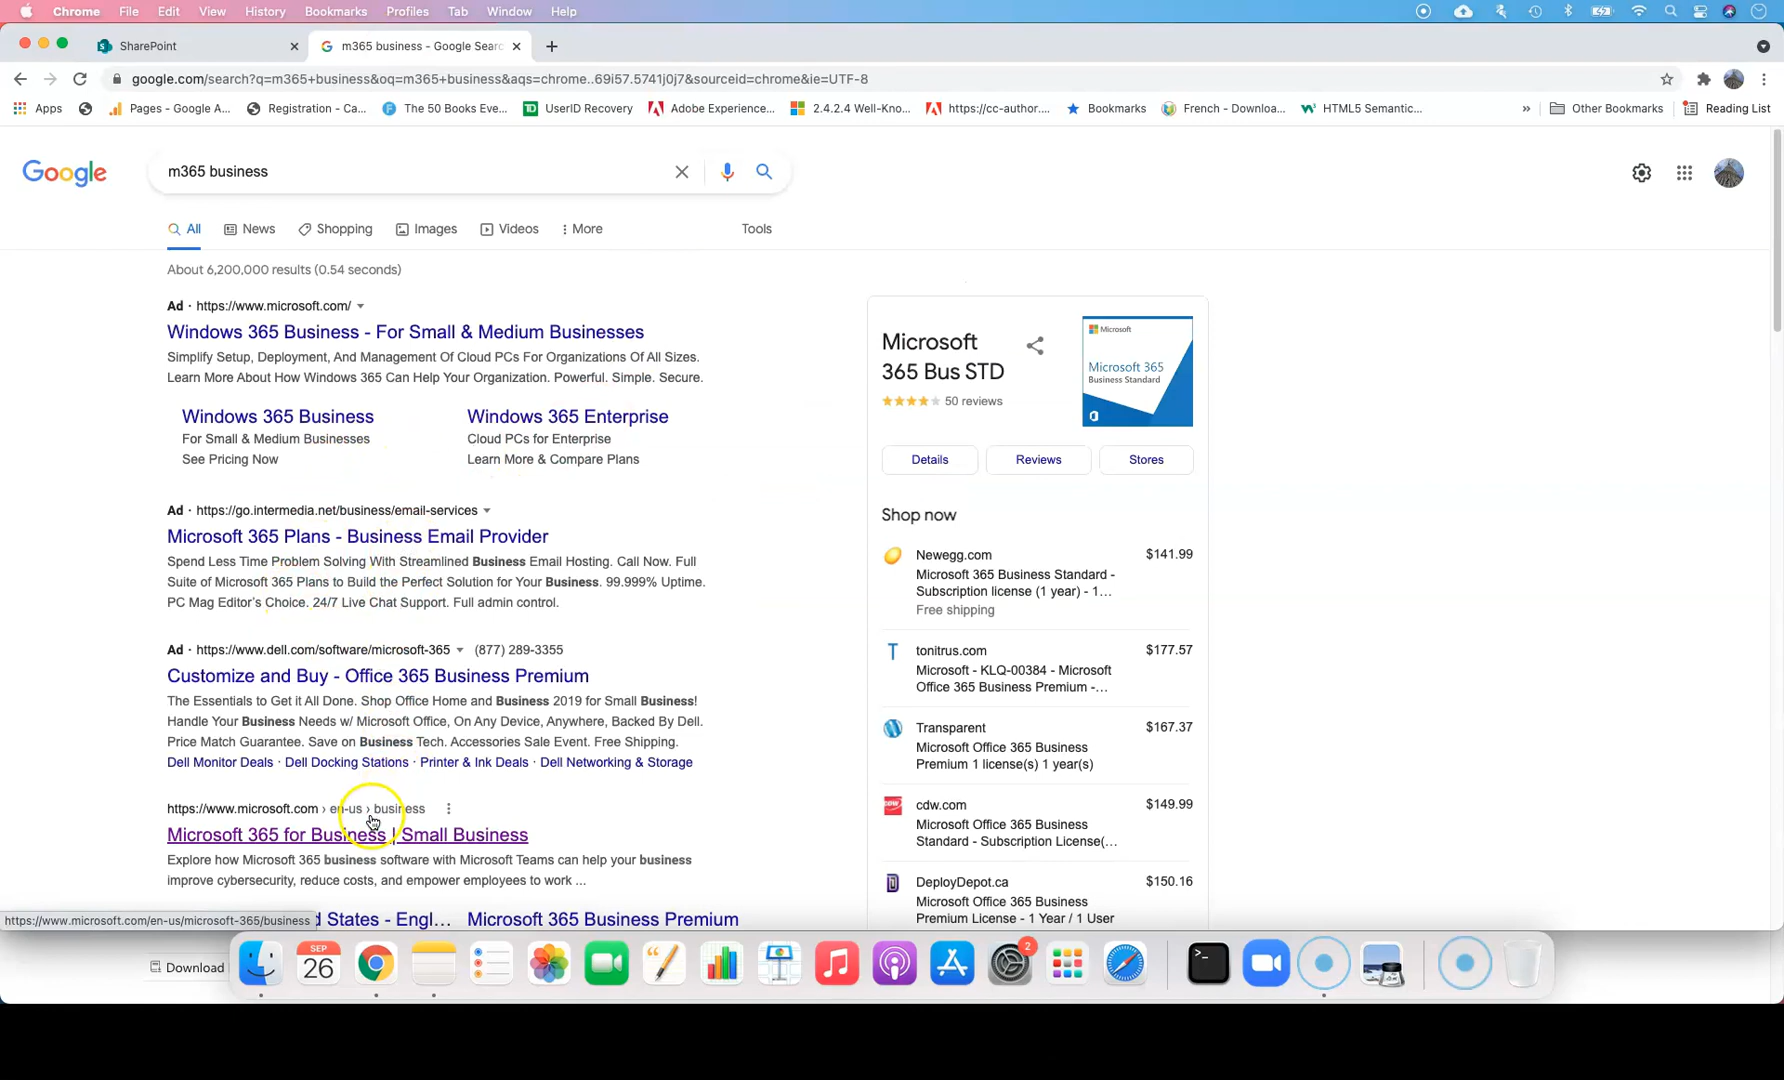 Chrome File Edit View History Bookmarks Profiles Tab Window Help
SharePoint
m365 business - Google Searc
google.com/search?q=m365+business&oq=m365+business&aqs=chrome..69i57.5741j0j7&sourceid=chrome&ie=UTF-8
Apps Pages - Google A... Registration - Ca... The 50 Books Eve... UserID Recovery Adobe Experience... 2.4.2.4 Well-Kno... https://cc-author.... Bookmarks French - Downloa... HTML5 Semantic... » Other Bookmarks Reading List
Google
m365 business
All News Shopping Images Videos More Tools
About 6,200,000 results (0.54 seconds)
Ad · https://www.microsoft.com/
Windows 365 Business - For Small & Medium Businesses
Simplify Setup, Deployment, And Management Of Cloud PCs For Organizations Of All Sizes.
Learn More About How Windows 365 Can Help Your Organization. Powerful. Simple. Secure.
Windows 365 Business
For Small & Medium Businesses
See Pricing Now
Windows 365 Enterprise
Cloud PCs for Enterprise
Learn More & Compare Plans
Ad · https://go.intermedia.net/business/email-services
Microsoft 365 Plans - Business Email Provider
Spend Less Time Problem Solving With Streamlined Business Email Hosting. Call Now. Full
Suite of Microsoft 365 Plans to Build the Perfect Solution for Your Business. 99.999% Uptime.
PC Mag Editor's Choice. 24/7 Live Chat Support. Full admin control.
Ad · https://www.dell.com/software/microsoft-365 (877) 289-3355
Customize and Buy - Office 365 Business Premium
The Essentials to Get it All Done. Shop Office Home and Business 2019 for Small Business!
Handle Your Business Needs w/ Microsoft Office, On Any Device, Anywhere, Backed By Dell.
Price Match Guarantee. Save on Business Tech. Accessories Sale Event. Free Shipping.
Dell Monitor Deals · Dell Docking Stations · Printer & Ink Deals · Dell Networking & Storage
https://www.microsoft.com › en-us › business
Microsoft 365 for Business | Small Business
Explore how Microsoft 365 business software with Microsoft Teams can help your business
improve cybersecurity, reduce costs, and empower employees to work ...
d States - Engl... Microsoft 365 Business Premium
https://www.microsoft.com/en-us/microsoft-365/business
Microsoft
365 Bus STD
50 reviews
Microsoft
Microsoft 365
Business Standard
Details Reviews Stores
Shop now
Newegg.com $141.99
Microsoft 365 Business Standard -
Subscription license (1 year) - 1...
Free shipping
tonitrus.com $177.57
Microsoft - KLQ-00384 - Microsoft
Office 365 Business Premium -...
Transparent $167.37
Microsoft Office 365 Business
Premium 1 license(s) 1 year(s)
cdw.com $149.99
Microsoft Office 365 Business
Standard - Subscription License(...
DeployDepot.ca $150.16
Microsoft Office 365 Business
Premium License - 1 Year / 1 User
Download
SEP
26
2